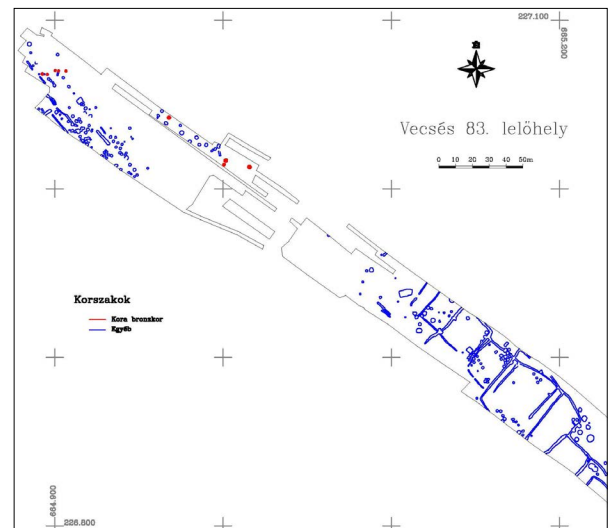 227.100
665.200
É
Vecsés 83. lelőhely
0 10 20 30 40 50m
Korszakok
Kora bronzkor
Egyéb
664.900
226.800